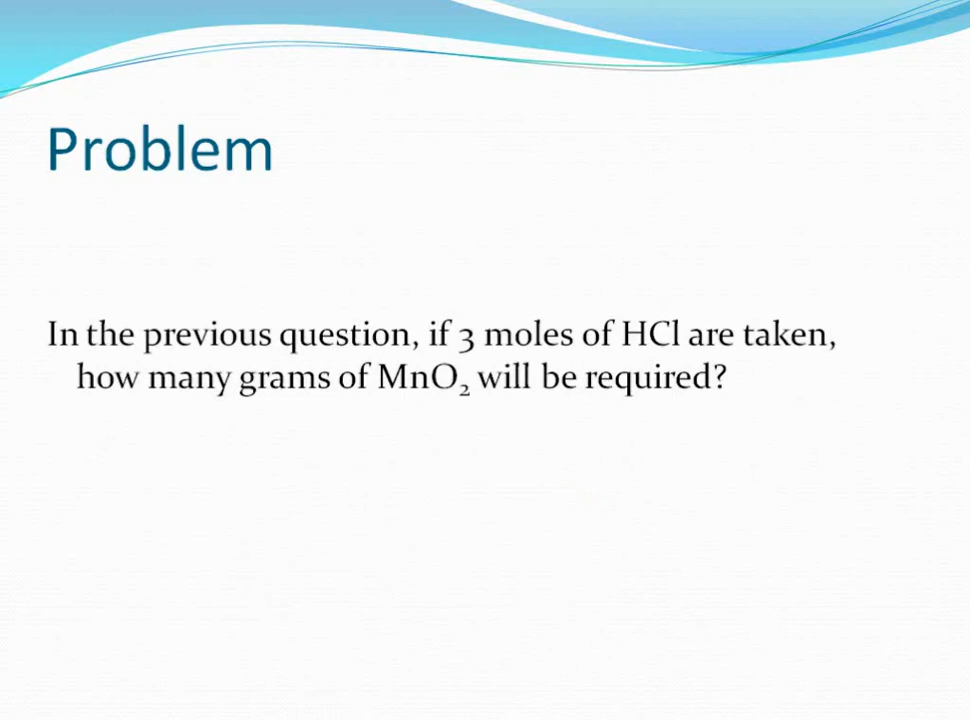 Problem
In the previous question, if 3 moles of HCl are taken,
how many grams of MnO₂ will be required?